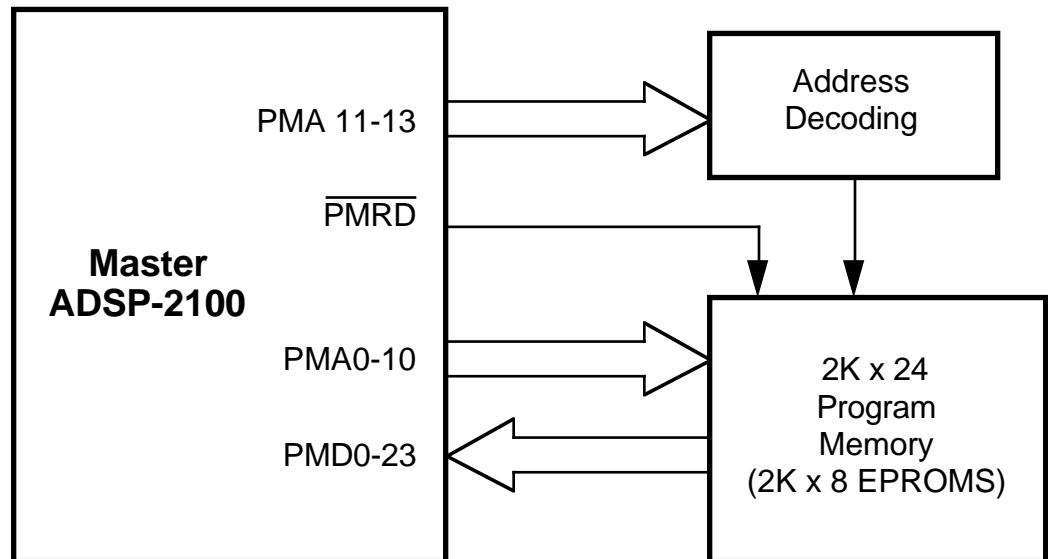 Master
ADSP-2100
PMA 11-13
PMRD
PMA0-10
PMD0-23
Address
Decoding
2K x 24
Program
Memory
(2K x 8 EPROMS)